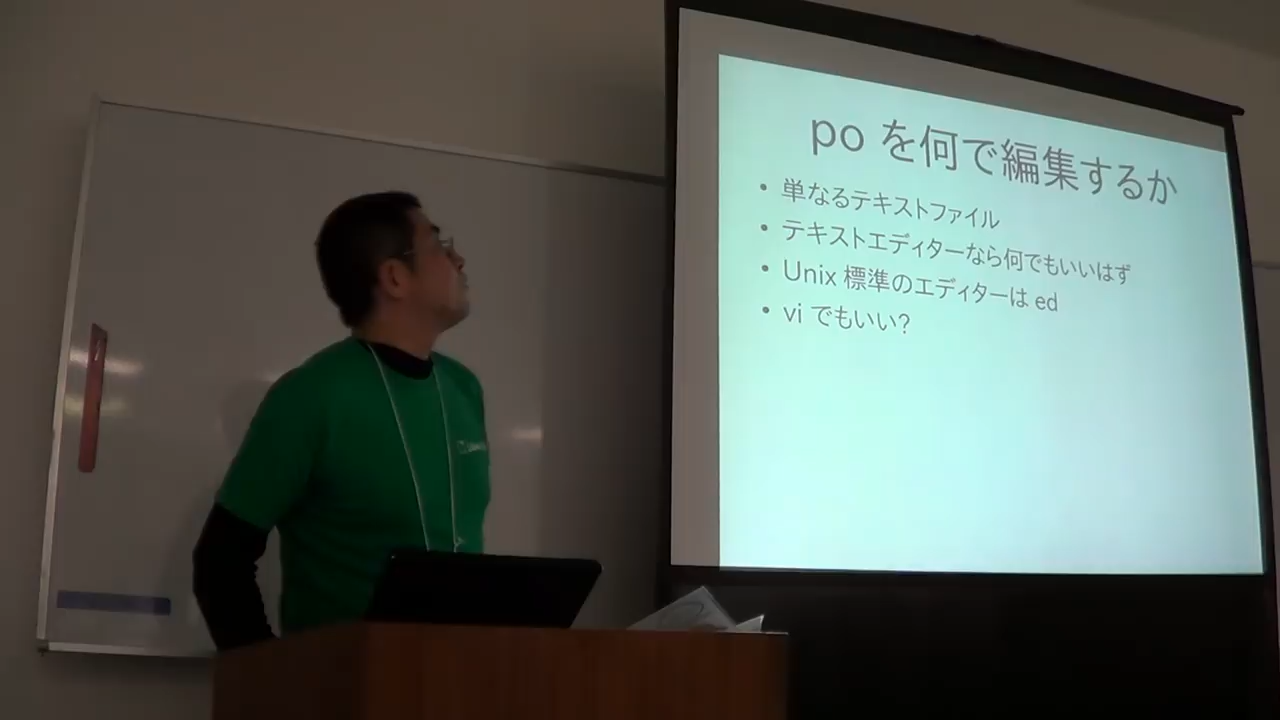 po を何で編集するか
• 単なるテキストファイル
• テキストエディターなら何でもいいはず
• Unix 標準のエディターは ed
• vi でもいい?